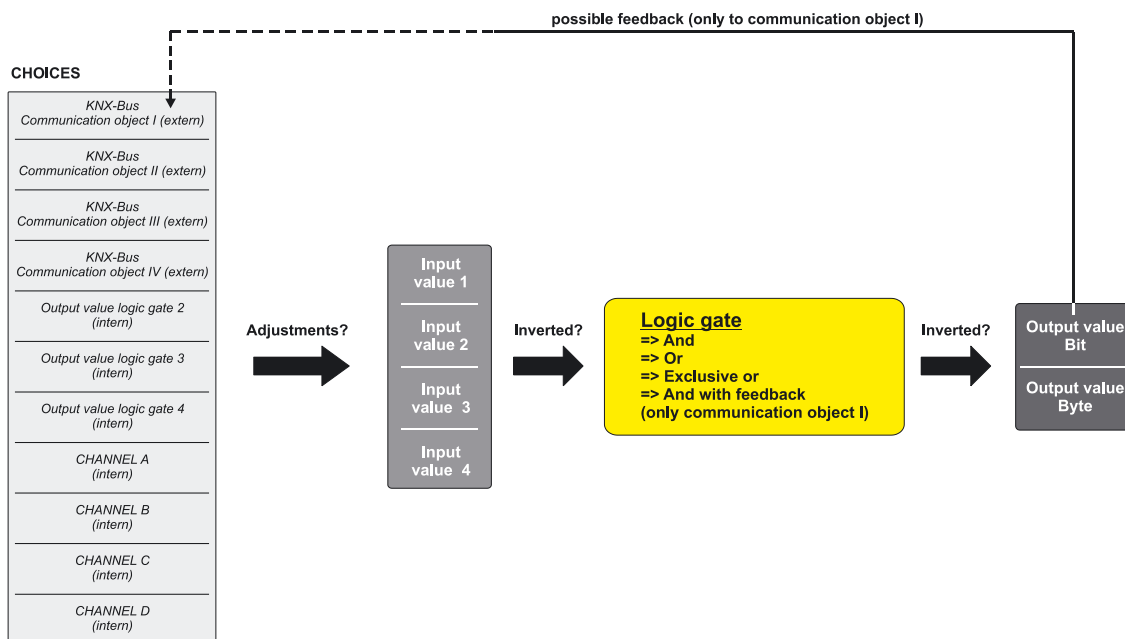 possible feedback (only to communication object I)
CHOICES
KNX-Bus
Communication object I (extern)
KNX-Bus
Communication object II (extern)
KNX-Bus
Communication object III (extern)
KNX-Bus
Communication object IV (extern)
Output value logic gate 2
(intern)
Output value logic gate 3
(intern)
Output value logic gate 4
(intern)
CHANNEL A
(intern)
CHANNEL B
(intern)
CHANNEL C
(intern)
CHANNEL D
(intern)
Adjustments?
Input
value 1
Input
value 2
Input
value 3
Input
value 4
Inverted?
Logic gate
=> And
=> Or
=> Exclusive or
=> And with feedback
(only communication object I)
Inverted?
Output value
Bit
Output value
Byte